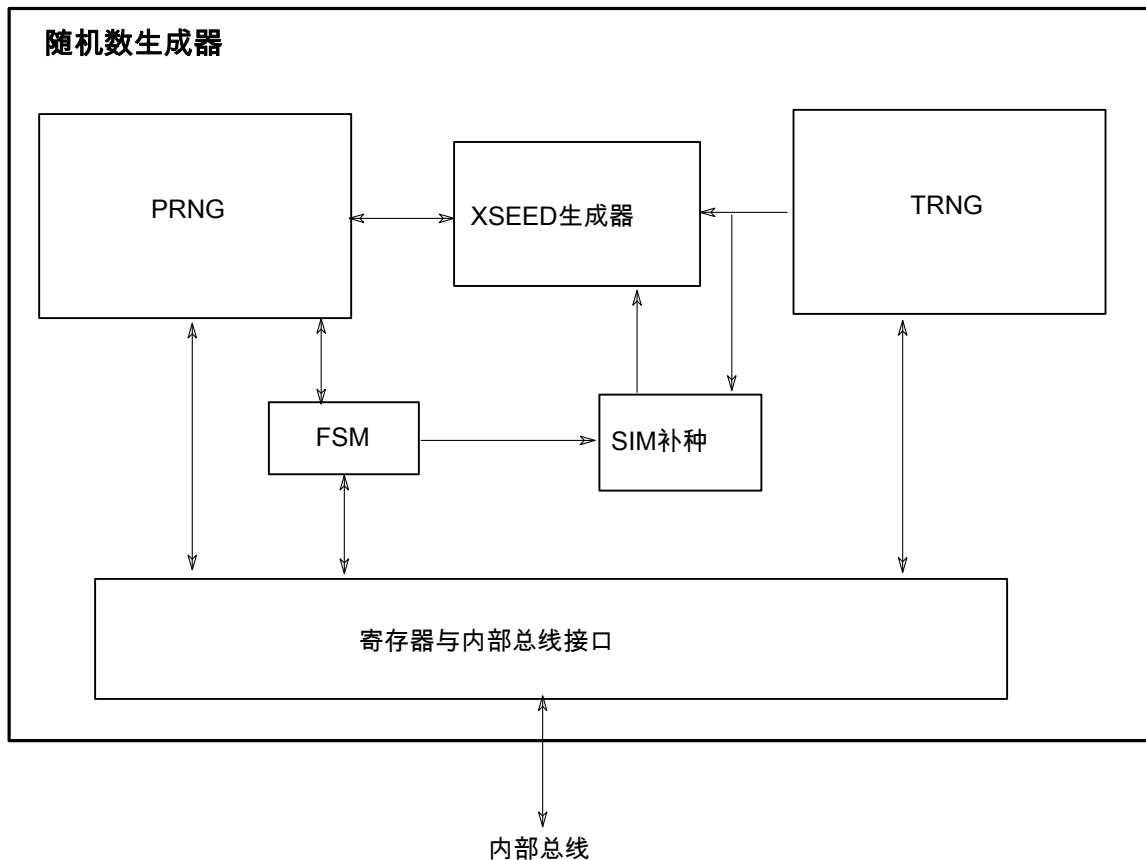 随机数生成器
PRNG
XSEED生成器
TRNG
FSM
SIM补种
寄存器与内部总线接口
内部总线